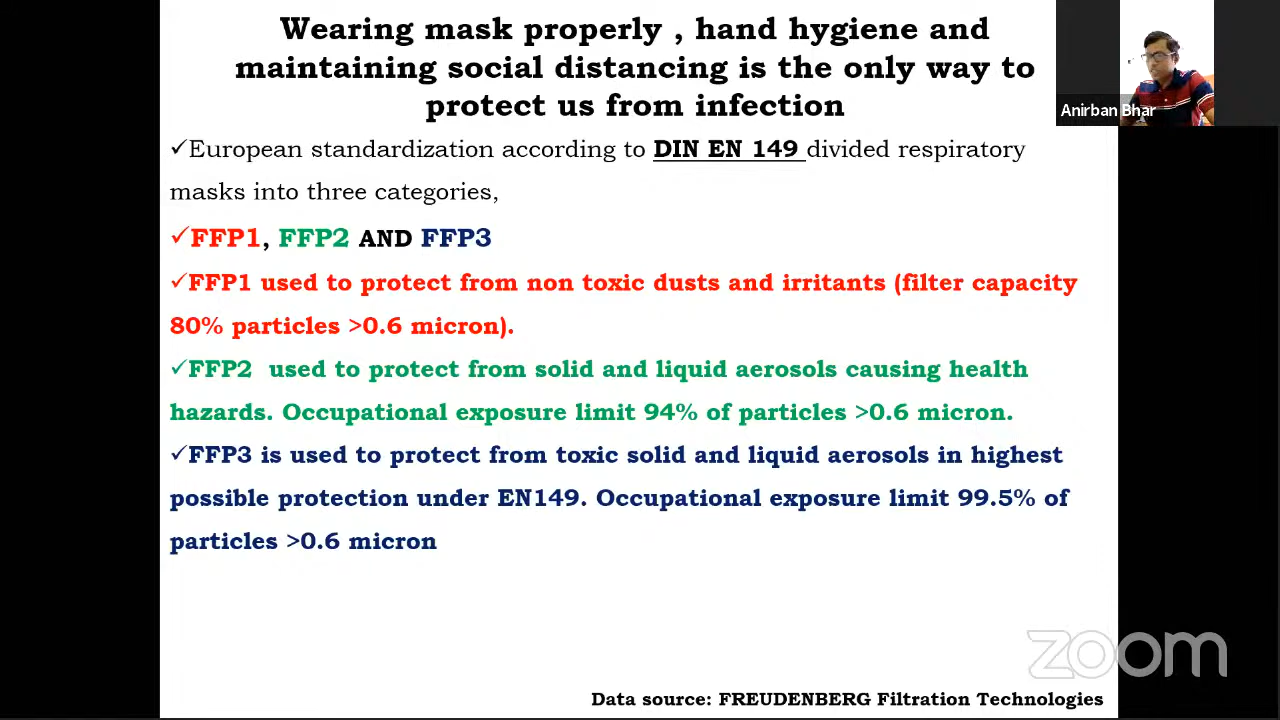 Wearing mask properly , hand hygiene and
maintaining social distancing is the only way to
protect us from infection
Anirban Bhar
✓European standardization according to DIN EN 149 divided respiratory
masks into three categories,
✓FFP1, FFP2 AND FFP3
✓FFP1 used to protect from non toxic dusts and irritants (filter capacity
80% particles >0.6 micron).
✓FFP2 used to protect from solid and liquid aerosols causing health
hazards. Occupational exposure limit 94% of particles >0.6 micron.
✓FFP3 is used to protect from toxic solid and liquid aerosols in highest
possible protection under EN149. Occupational exposure limit 99.5% of
particles >0.6 micron
zoom
Data source: FREUDENBERG Filtration Technologies